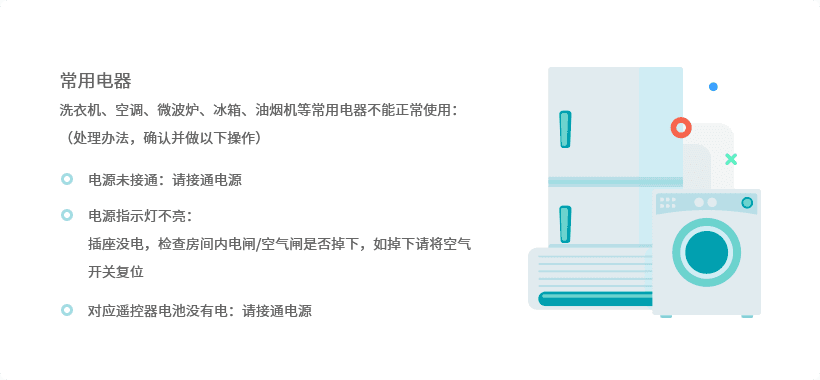 常用电器
洗衣机、空调、微波炉、冰箱、油烟机等常用电器不能正常使用：
（处理办法，确认并做以下操作）
电源未接通：请接通电源
电源指示灯不亮：
插座没电，检查房间内电闸/空气闸是否掉下，如掉下请将空气
开关复位
对应遥控器电池没有电：请接通电源